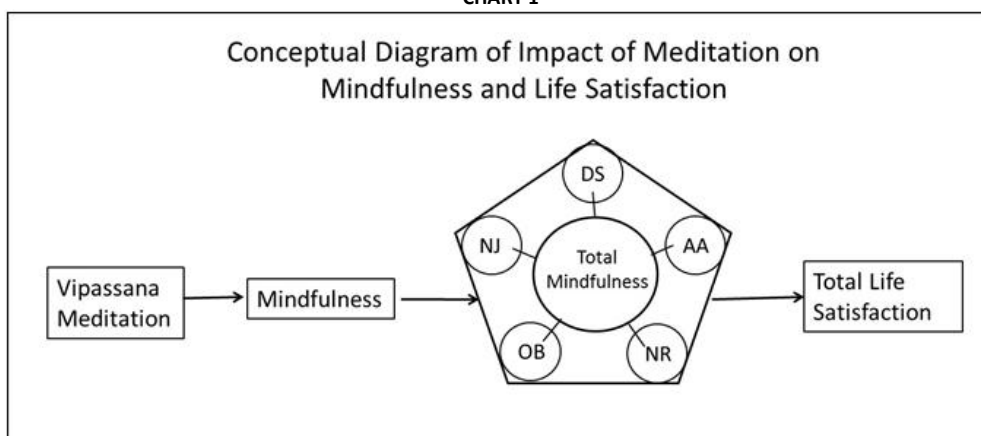 CHART 1
Conceptual Diagram of Impact of Meditation on
Mindfulness and Life Satisfaction
DS
NJ
AA
Total
Mindfulness
Vipassana
Meditation
Mindfulness
Total Life
Satisfaction
OB
NR